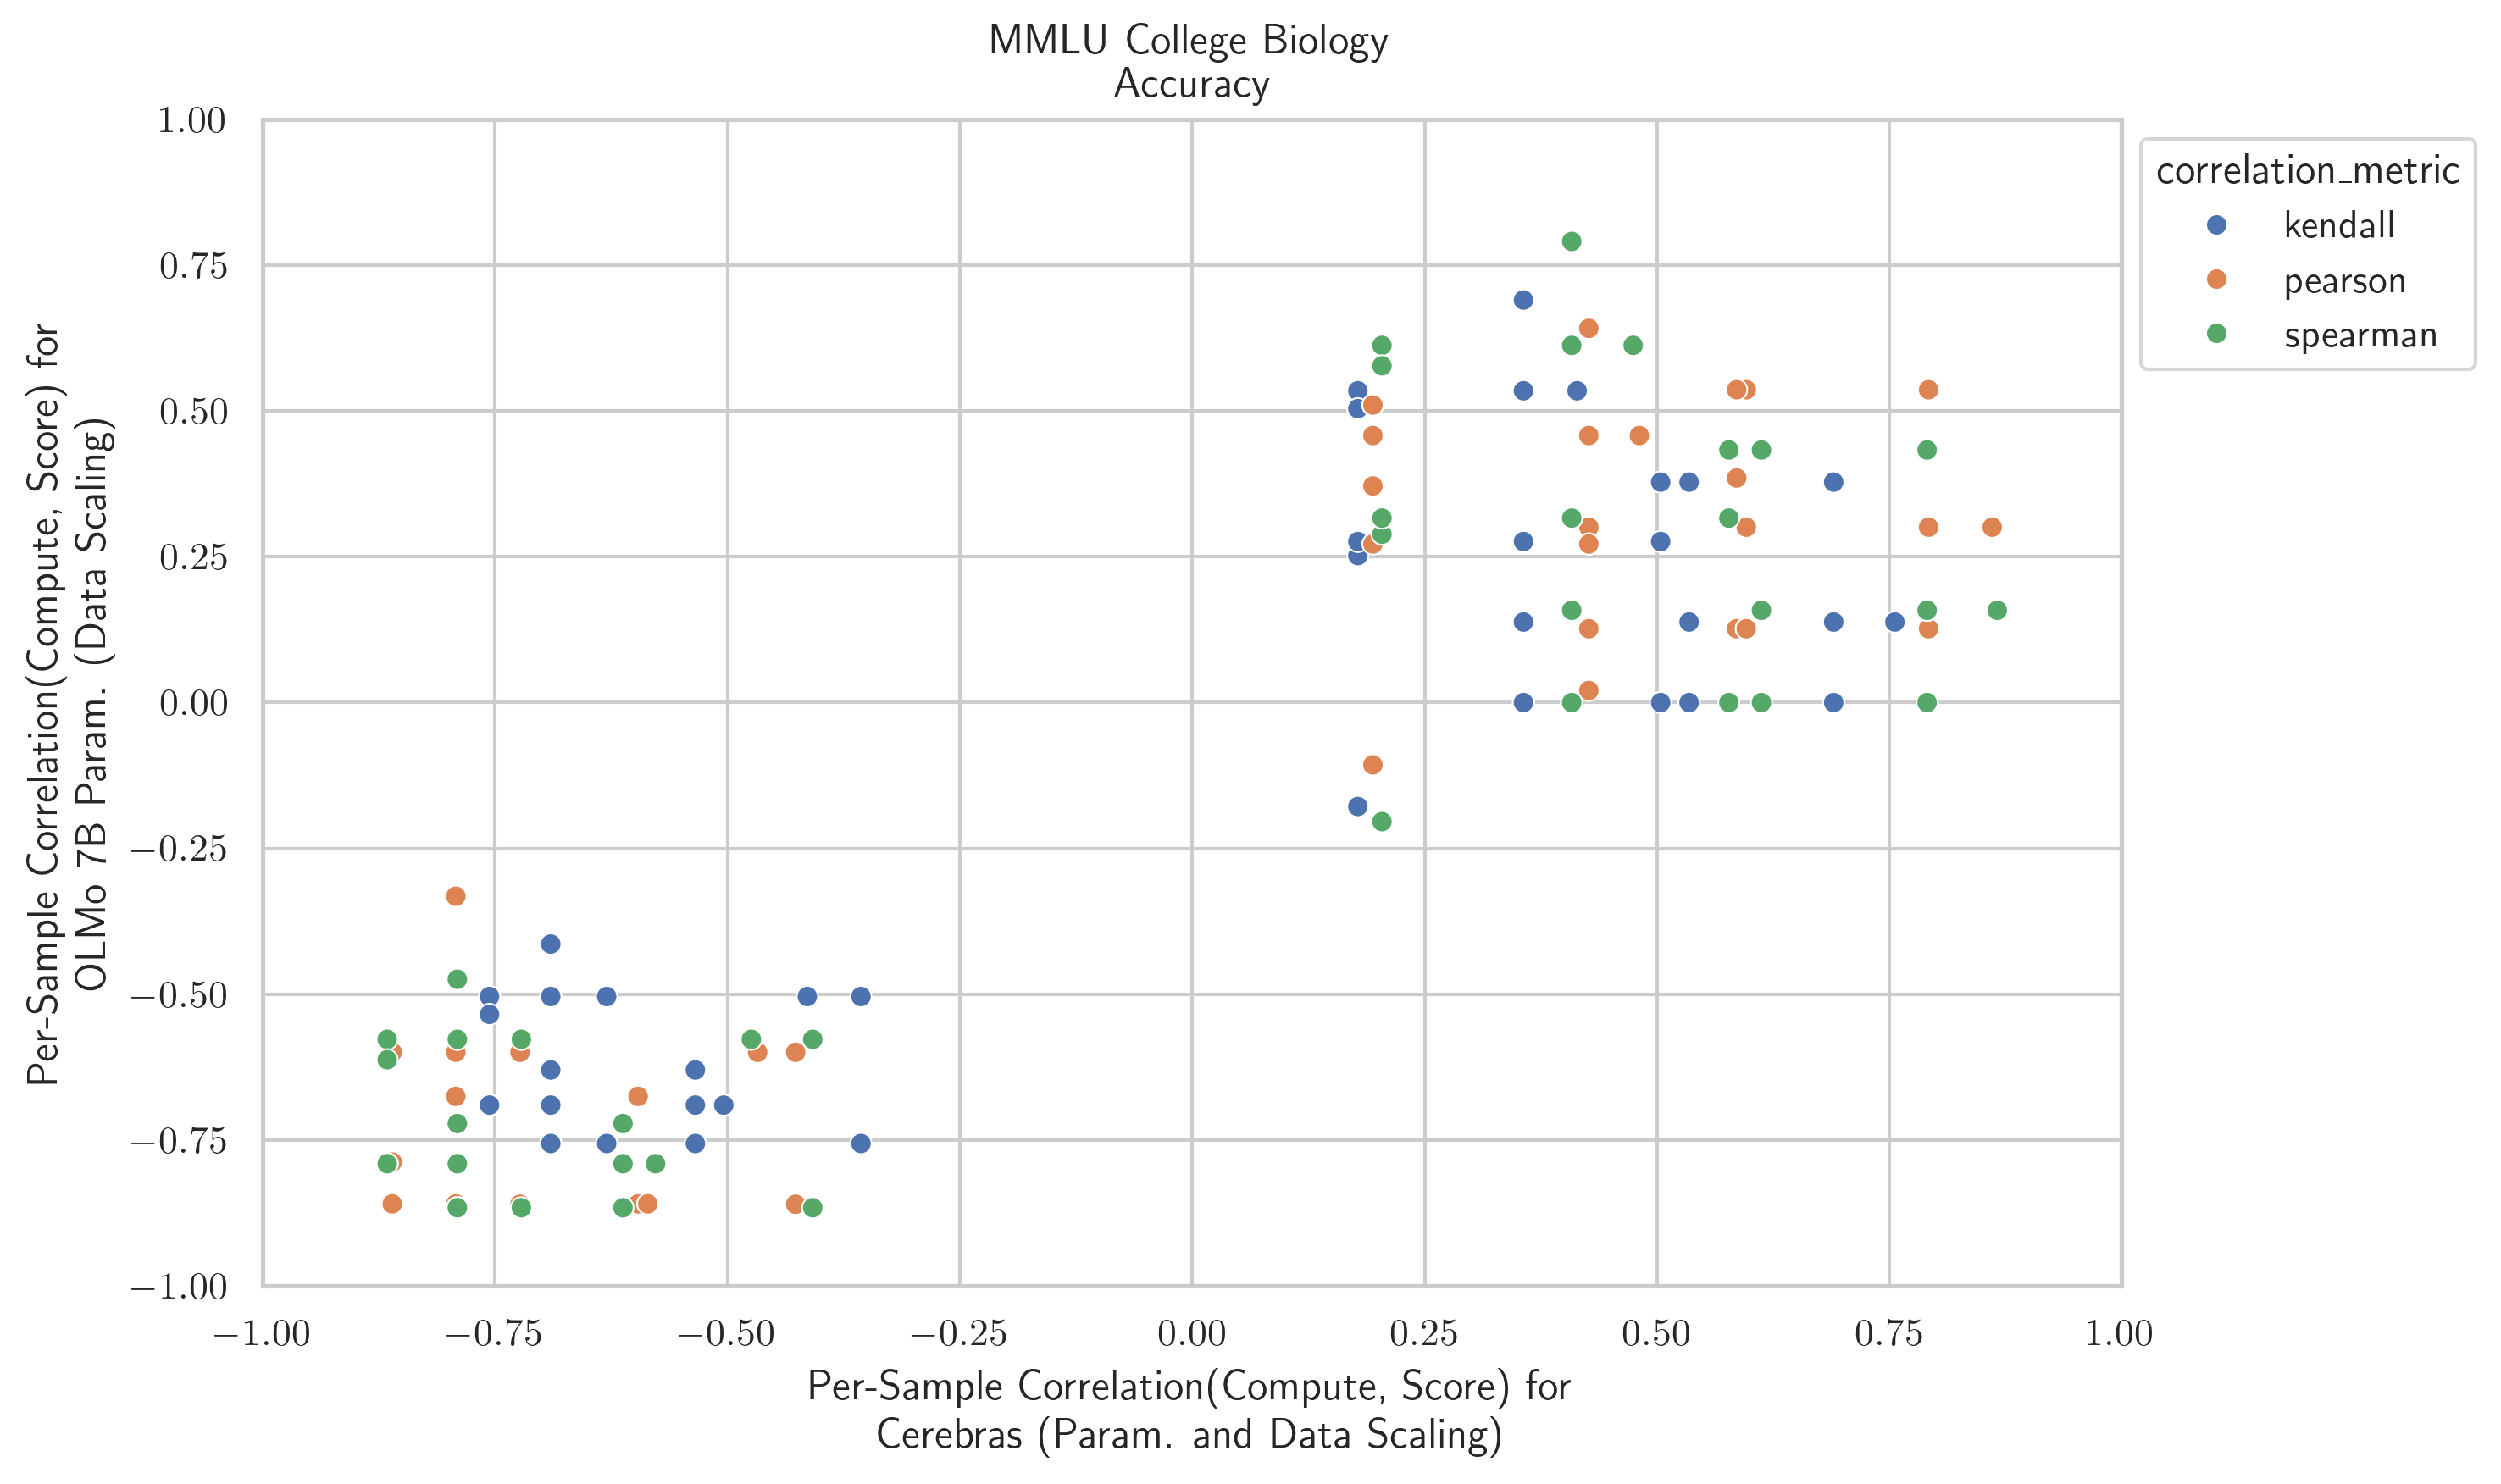 MMLU College Biology
Accuracy
correlation_metric
kendall
pearson
spearman
Per-Sample Correlation(Compute, Score) for
OLMo 7B Param. (Data Scaling)
1.00
0.75
0.50
0.25
0.00
−0.25
−0.50
−0.75
−1.00
−1.00 −0.75 −0.50 −0.25 0.00 0.25 0.50 0.75 1.00
Per-Sample Correlation(Compute, Score) for
Cerebras (Param. and Data Scaling)